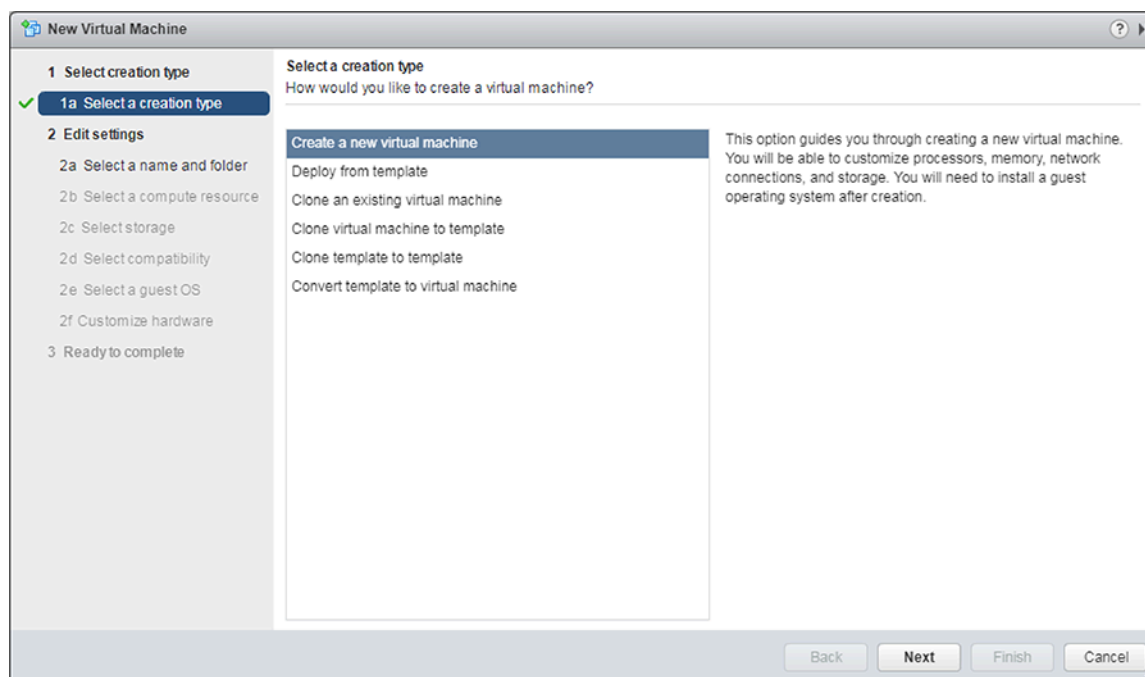 New Virtual Machine
?
1 Select creation type
1a Select a creation type
2 Edit settings
2a Select a name and folder
2b Select a compute resource
2c Select storage
2d Select compatibility
2e Select a guest OS
2f Customize hardware
3 Ready to complete
Select a creation type
How would you like to create a virtual machine?
Create a new virtual machine
Deploy from template
Clone an existing virtual machine
Clone virtual machine to template
Clone template to template
Convert template to virtual machine
This option guides you through creating a new virtual machine.
You will be able to customize processors, memory, network
connections, and storage. You will need to install a guest
operating system after creation.
Back
Next
Finish
Cancel